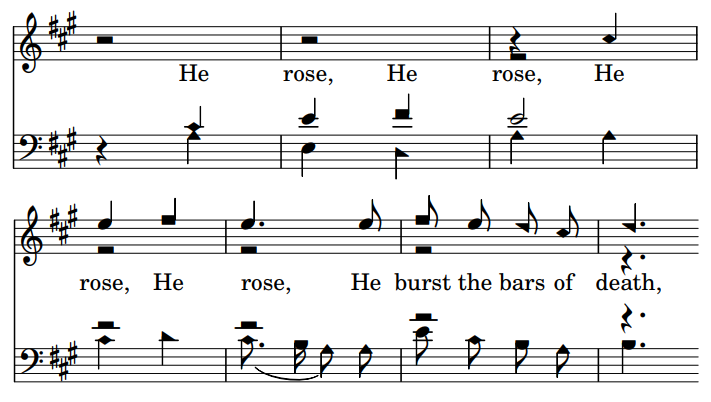 He rose, He rose, He
rose, He rose, He burst the bars of death,